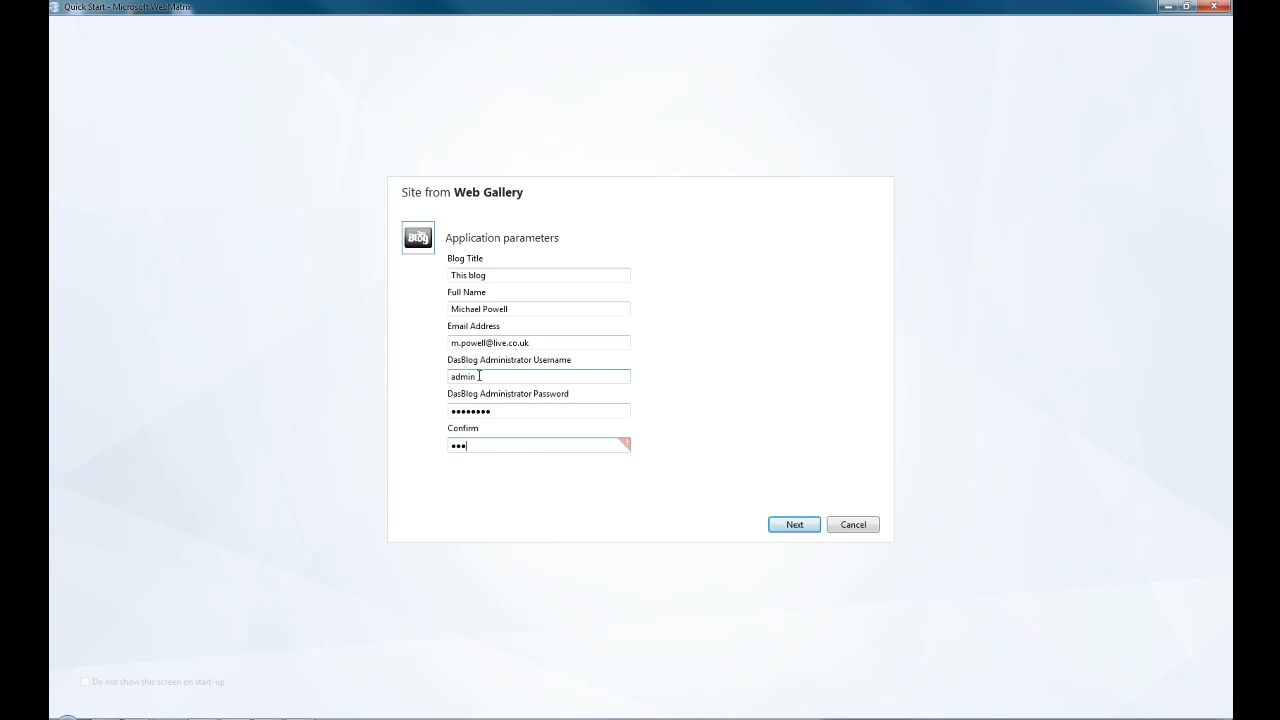 Quick Start - Microsoft WebMatrix
Site from Web Gallery
Blog
Application parameters
Blog Title
This blog
Full Name
Michael Powell
Email Address
m.powell@live.co.uk
DasBlog Administrator Username
admin
DasBlog Administrator Password
••••••••
Confirm
•••
Next
Cancel
Do not show this screen on start-up